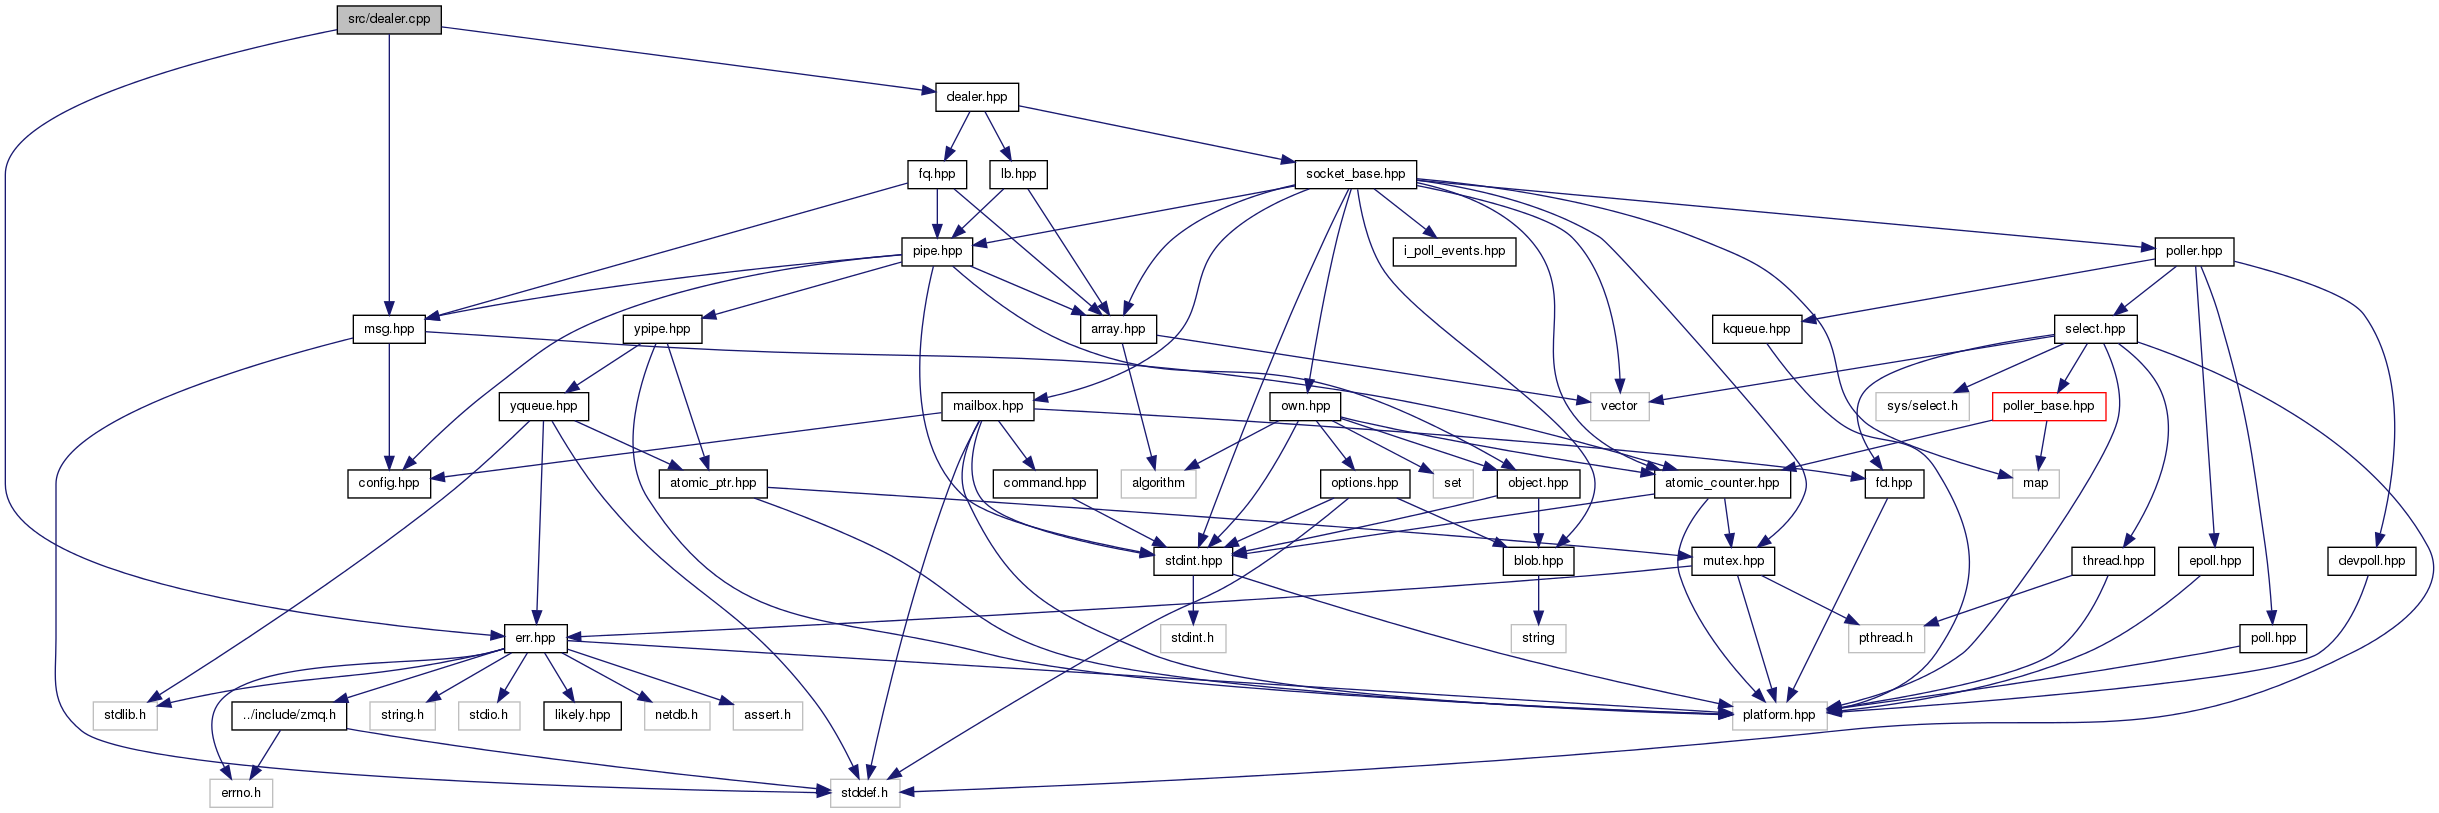 src/dealer.cpp
dealer.hpp
fq.hpp
lb.hpp
socket_base.hpp
pipe.hpp
i_poll_events.hpp
poller.hpp
msg.hpp
ypipe.hpp
array.hpp
kqueue.hpp
select.hpp
yqueue.hpp
mailbox.hpp
own.hpp
vector
sys/select.h
poller_base.hpp
config.hpp
atomic_ptr.hpp
command.hpp
algorithm
options.hpp
set
object.hpp
atomic_counter.hpp
fd.hpp
map
stdint.hpp
blob.hpp
mutex.hpp
thread.hpp
epoll.hpp
devpoll.hpp
err.hpp
stdint.h
string
pthread.h
poll.hpp
stdlib.h
../include/zmq.h
string.h
stdio.h
likely.hpp
netdb.h
assert.h
platform.hpp
errno.h
stddef.h